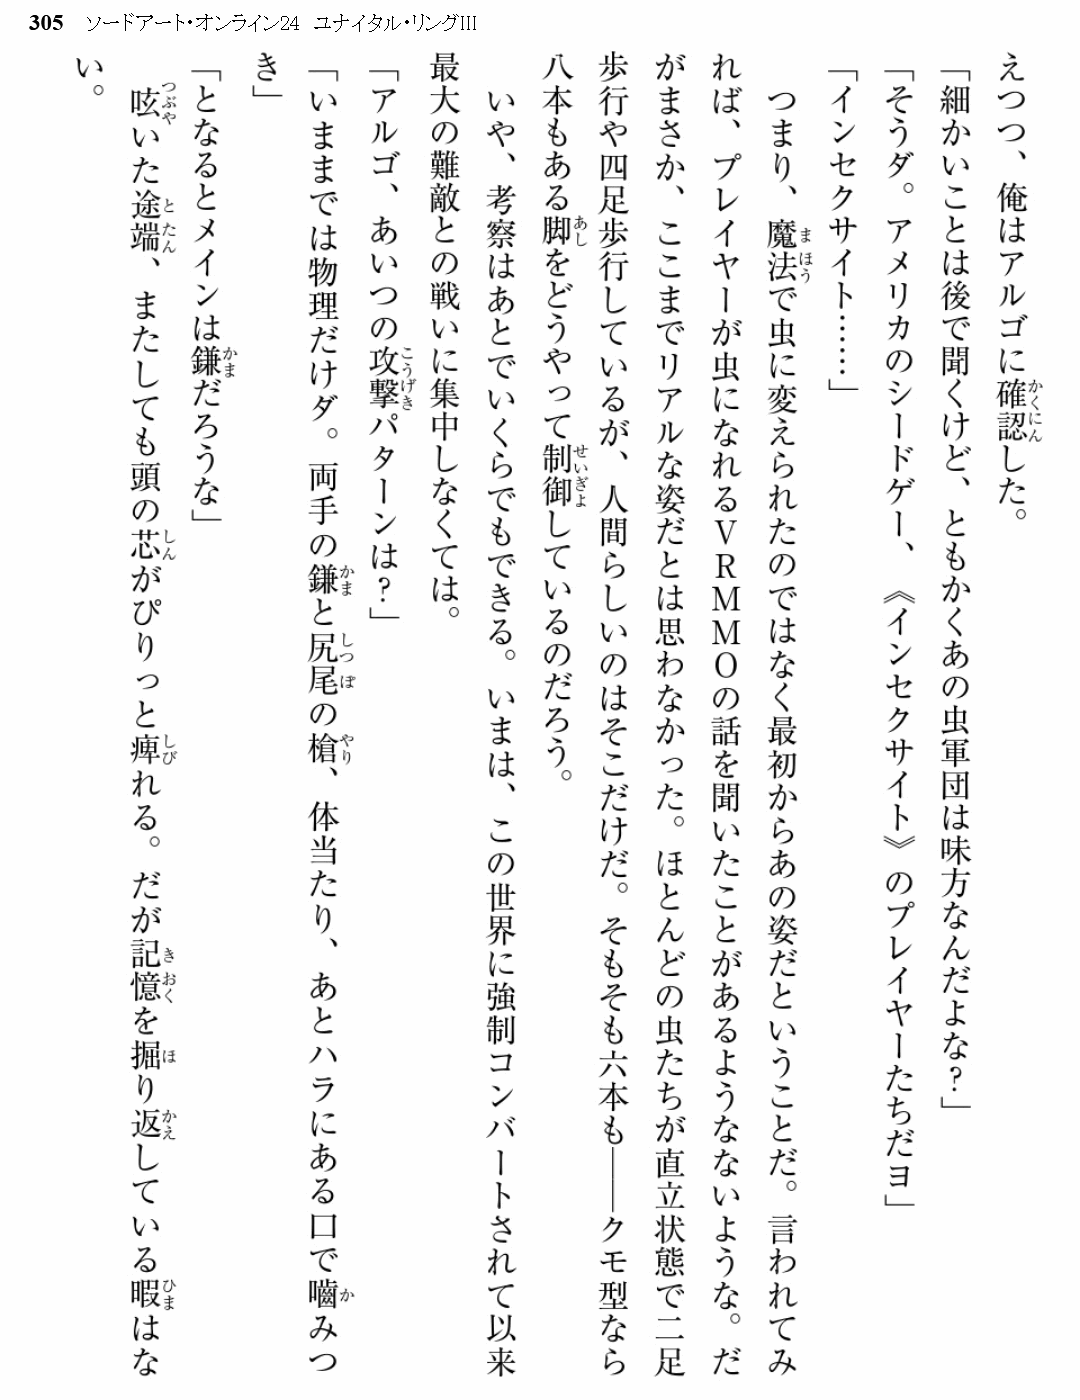 305 ソードアート・オンライン24 ユナイタル・リングIII
えつつ、俺はアルゴに確認した。
「細かいことは後で聞くけど、ともかくあの虫軍団は味方なんだよな？」
「そうダ。アメリカのシードゲー、《インセクサイト》のプレイヤーたちだヨ」
「インセクサイト……」
つまり、魔法で虫に変えられたのではなく最初からあの姿だということだ。言われてみ
れば、プレイヤーが虫になれるＶＲＭＭＯの話を聞いたことがあるようなないような。だ
がまさか、ここまでリアルな姿だとは思わなかった。ほとんどの虫たちが直立状態で二足
歩行や四足歩行しているが、人間らしいのはそこだけだ。そもそも六本も――クモ型なら
八本もある脚をどうやって制御しているのだろう。
いや、考察はあとでいくらでもできる。いまは、この世界に強制コンバートされて以来
最大の難敵との戦いに集中しなくては。
「アルゴ、あいつの攻撃パターンは？」
「いままでは物理だけダ。両手の鎌と尻尾の槍、体当たり、あとハラにある口で嚙みつ
き」
「となるとメインは鎌だろうな」
呟いた途端、またしても頭の芯がぴりっと痺れる。だが記憶を掘り返している暇はな
い。